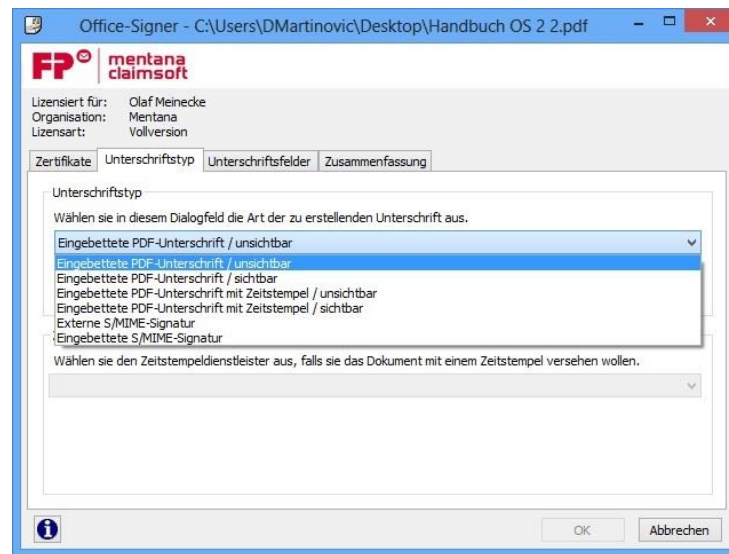 Office-Signer - C:\Users\DMartinovic\Desktop\Handbuch OS 2 2.pdf
FP mentana
claimsoft
Lizensiert für: Olaf Meinecke
Organisation: Mentana
Lizensart: Vollversion
Zertifikate Unterschriftstyp Unterschriftsfelder Zusammenfassung
Unterschriftstyp
Wählen sie in diesem Dialogfeld die Art der zu erstellenden Unterschrift aus.
Eingebettete PDF-Unterschrift / unsichtbar
Eingebettete PDF-Unterschrift / unsichtbar
Eingebettete PDF-Unterschrift / sichtbar
Eingebettete PDF-Unterschrift mit Zeitstempel / unsichtbar
Eingebettete PDF-Unterschrift mit Zeitstempel / sichtbar
Externe S/MIME-Signatur
Eingebettete S/MIME-Signatur
Wählen sie den Zeitstempeldienstleister aus, falls sie das Dokument mit einem Zeitstempel versehen wollen.
OK Abbrechen